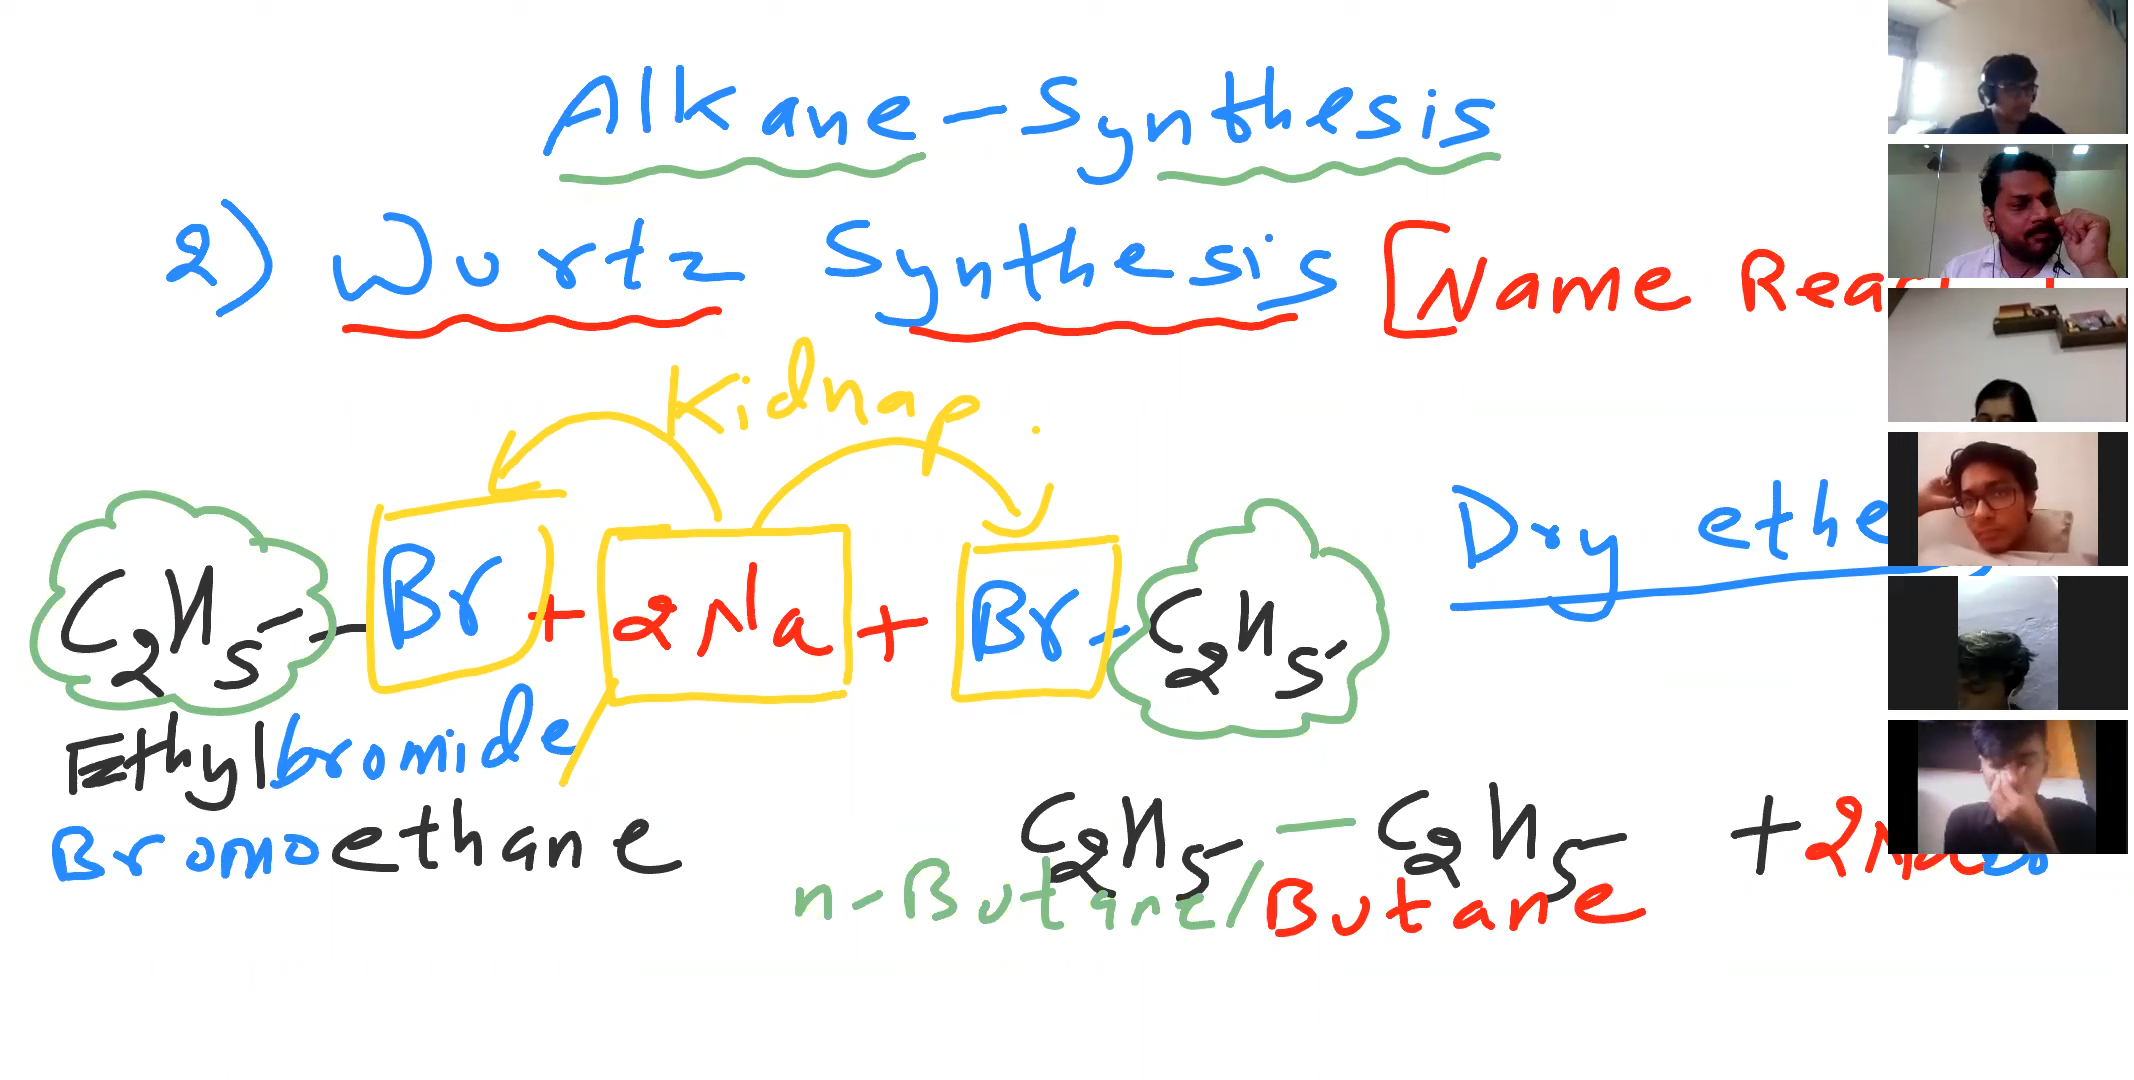 Alkane-Synthesis
2) Wurtz Synthesis [Name Rea
Kidnap.
C2H5-Br + 2Na + Br-C2H5 Dry ethe
Ethylbromide
Bromoethane
C2H5-C2H5 + 2Na
n-Butane/Butane